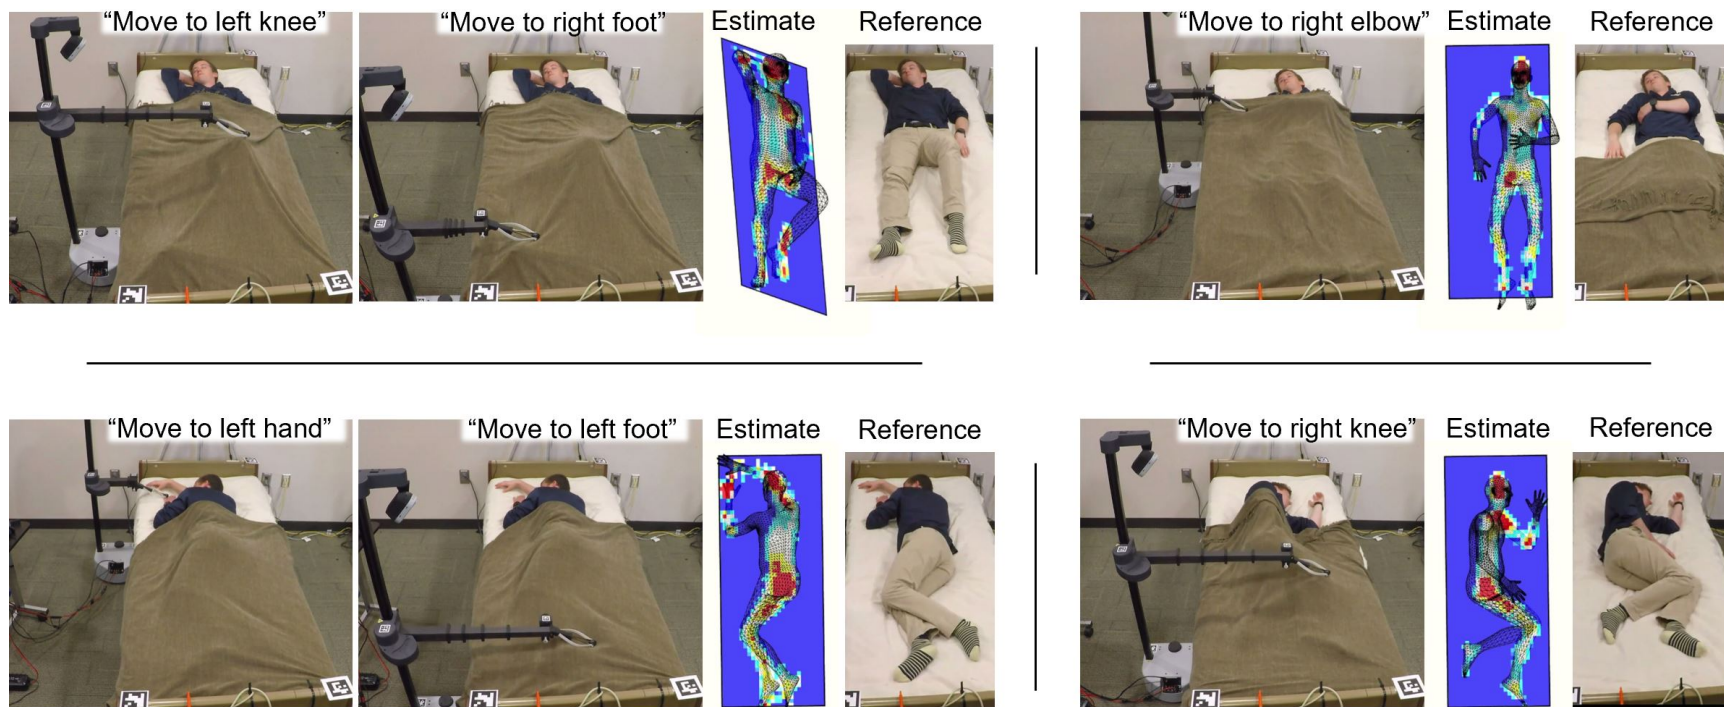 “Move to left knee”
“Move to right foot”
Estimate
Reference
“Move to right elbow”
Estimate
Reference
“Move to left hand”
“Move to left foot”
Estimate
Reference
“Move to right knee”
Estimate
Reference